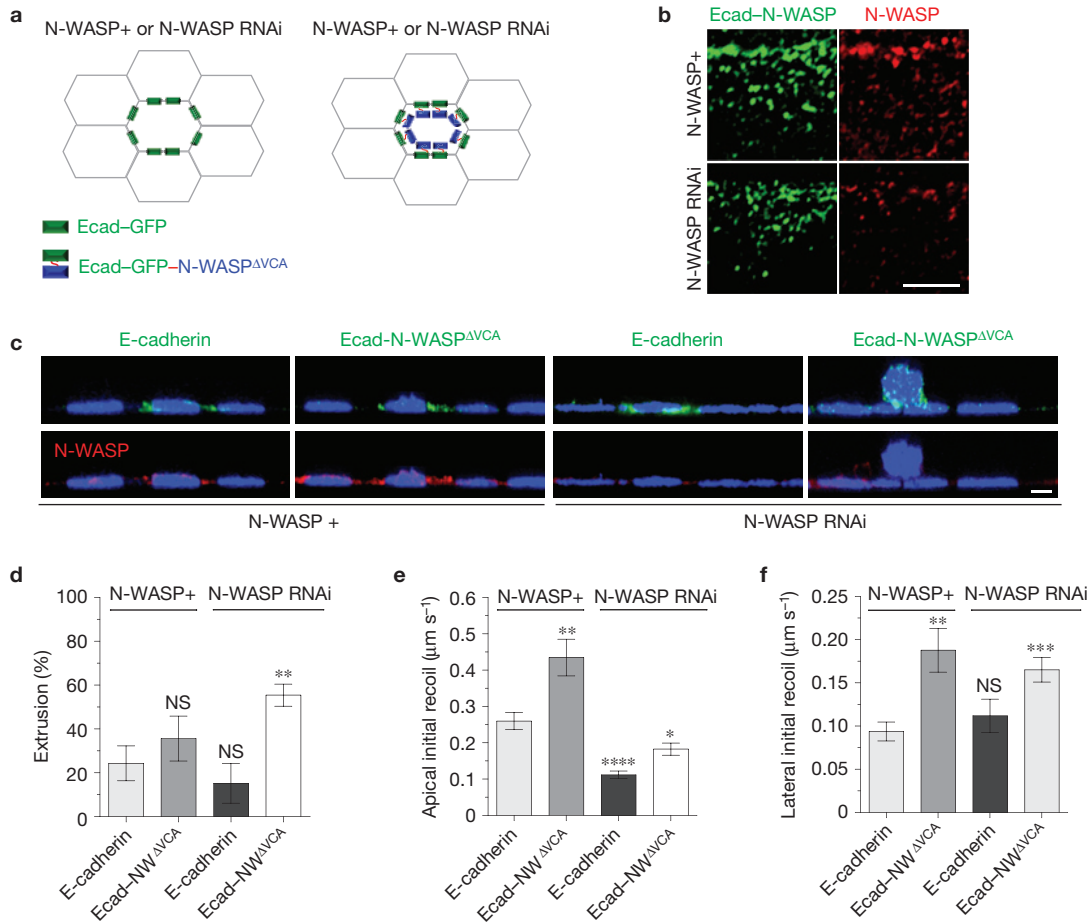 a
N-WASP+ or N-WASP RNAi
N-WASP+ or N-WASP RNAi
Ecad–GFP
Ecad–GFP–N-WASPΔVCA
b
Ecad–N-WASP
N-WASP
N-WASP+
N-WASP RNAi
c
E-cadherin
Ecad-N-WASPΔVCA
E-cadherin
Ecad-N-WASPΔVCA
N-WASP
N-WASP +
N-WASP RNAi
d
N-WASP+
N-WASP RNAi
Extrusion (%)
100
80
60
40
20
0
NS
NS
**
E-cadherin
Ecad–NWΔVCA
E-cadherin
Ecad–NWΔVCA
e
N-WASP+
N-WASP RNAi
Apical initial recoil (μm s−1)
0.6
0.5
0.4
0.3
0.2
0.1
0
**
****
*
E-cadherin
Ecad–NWΔVCA
E-cadherin
Ecad–NWΔVCA
f
N-WASP+
N-WASP RNAi
Lateral initial recoil (μm s−1)
0.25
0.20
0.15
0.10
0.05
0
**
NS
***
E-cadherin
Ecad–NWΔVCA
E-cadherin
Ecad–NWΔVCA